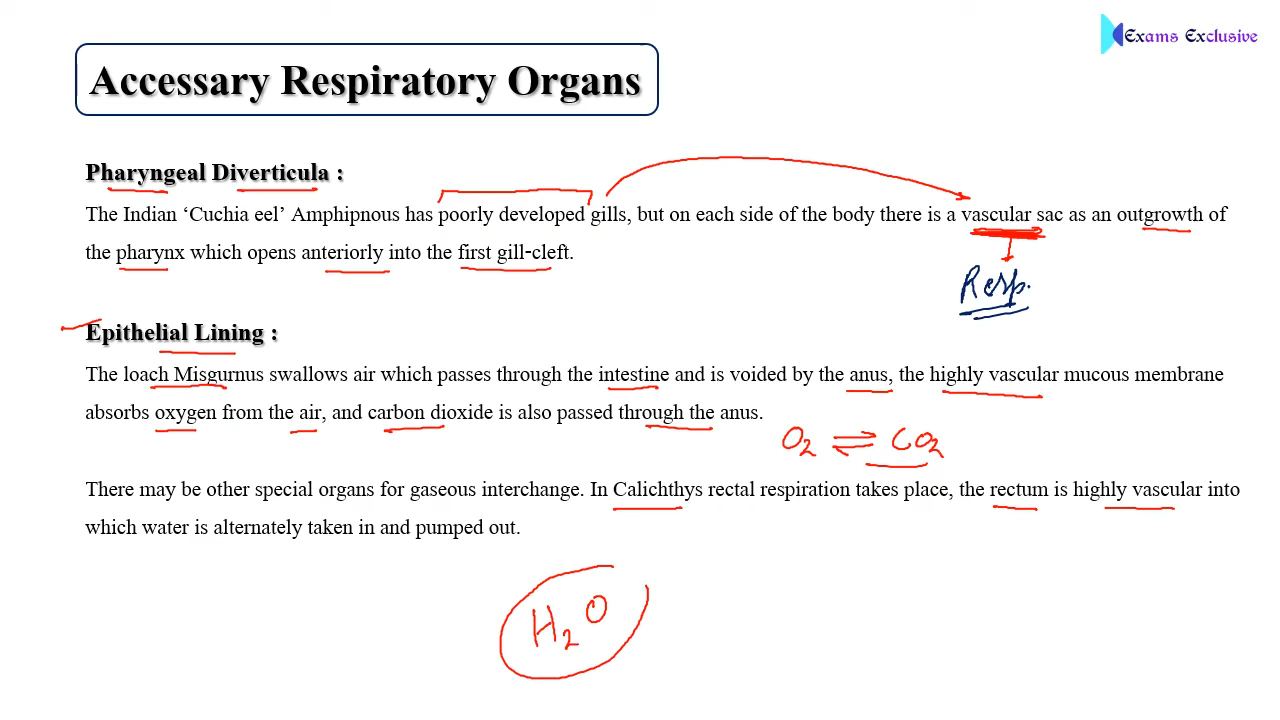 Exams Exclusive
Accessary Respiratory Organs
Pharyngeal Diverticula :
The Indian ‘Cuchia eel’ Amphipnous has poorly developed gills, but on each side of the body there is a vascular sac as an outgrowth of
the pharynx which opens anteriorly into the first gill-cleft.
Resp.
Epithelial Lining :
The loach Misgurnus swallows air which passes through the intestine and is voided by the anus, the highly vascular mucous membrane
absorbs oxygen from the air, and carbon dioxide is also passed through the anus.
O₂ ⇌ CO₂
There may be other special organs for gaseous interchange. In Calichthys rectal respiration takes place, the rectum is highly vascular into
which water is alternately taken in and pumped out.
H₂O